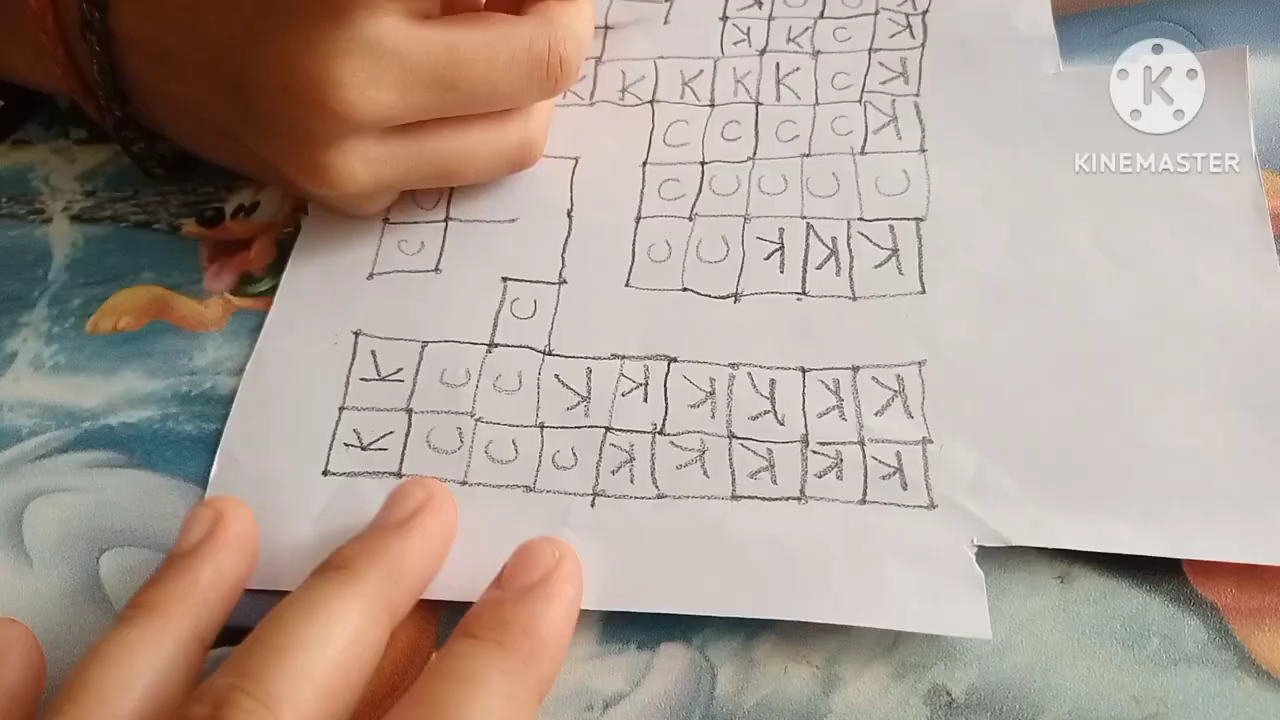 K C C K
K K C K
K K K K K C K
C C C C K
C C C C C
C
C C C K K K
C
K C C K K K K K K
K C C C K K K K K
K
KINEMASTER